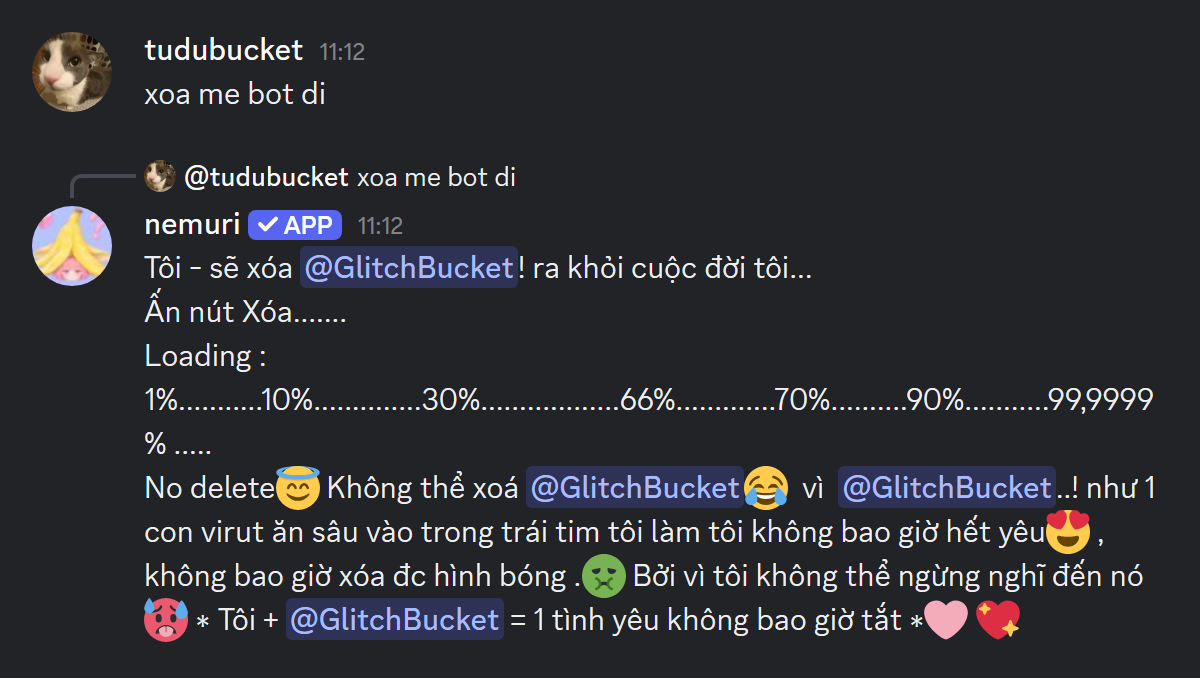 tudubucket 11:12
xoa me bot di
@tudubucket xoa me bot di
nemuri ✓ APP 11:12
Tôi - sẽ xóa @GlitchBucket! ra khỏi cuộc đời tôi...
Ấn nút Xóa.......
Loading :
1%...........10%..............30%..................66%.............70%..........90%...........99,9999
% .....
No delete😇 Không thể xoá @GlitchBucket😂 vì @GlitchBucket..! như 1
con virut ăn sâu vào trong trái tim tôi làm tôi không bao giờ hết yêu😍 ,
không bao giờ xóa đc hình bóng .🤢 Bởi vì tôi không thể ngừng nghĩ đến nó
🥵 * Tôi + @GlitchBucket = 1 tình yêu không bao giờ tắt *🩷 💖